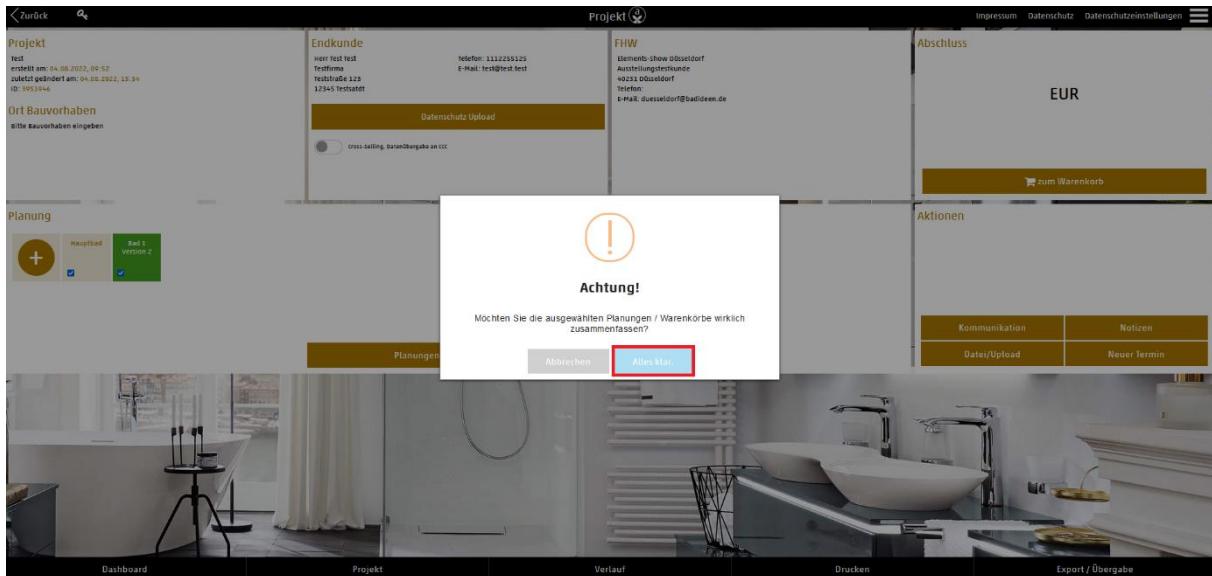 Zurück
Projekt
Impressum Datenschutz Datenschutzeinstellungen
Projekt
Test
erstellt am: 04.08.2022, 09:52
zuletzt geändert am: 04.08.2022, 15:34
ID: 3953946
Ort Bauvorhaben
Bitte Bauvorhaben eingeben
Endkunde
Herr Test Test
Testfirma
Teststraße 123
12345 Testsatdt
Telefon: 1112255125
E-Mail: test@test.test
Datenschutz Upload
Cross-Selling, Datenübergabe an CCC
FHW
Elements-Show Düsseldorf
Ausstellungstestkunde
40231 Düsseldorf
Telefon:
E-Mail: duesseldorf@badideen.de
Abschluss
EUR
zum Warenkorb
Planung
Hauptbad
Bad 1
Version 2
Planungen
Achtung!
Möchten Sie die ausgewählten Planungen / Warenkörbe wirklich
zusammenfassen?
Abbrechen
Alles klar.
Aktionen
Kommunikation
Notizen
Datei/Upload
Neuer Termin
Dashboard
Projekt
Verlauf
Drucken
Export / Übergabe